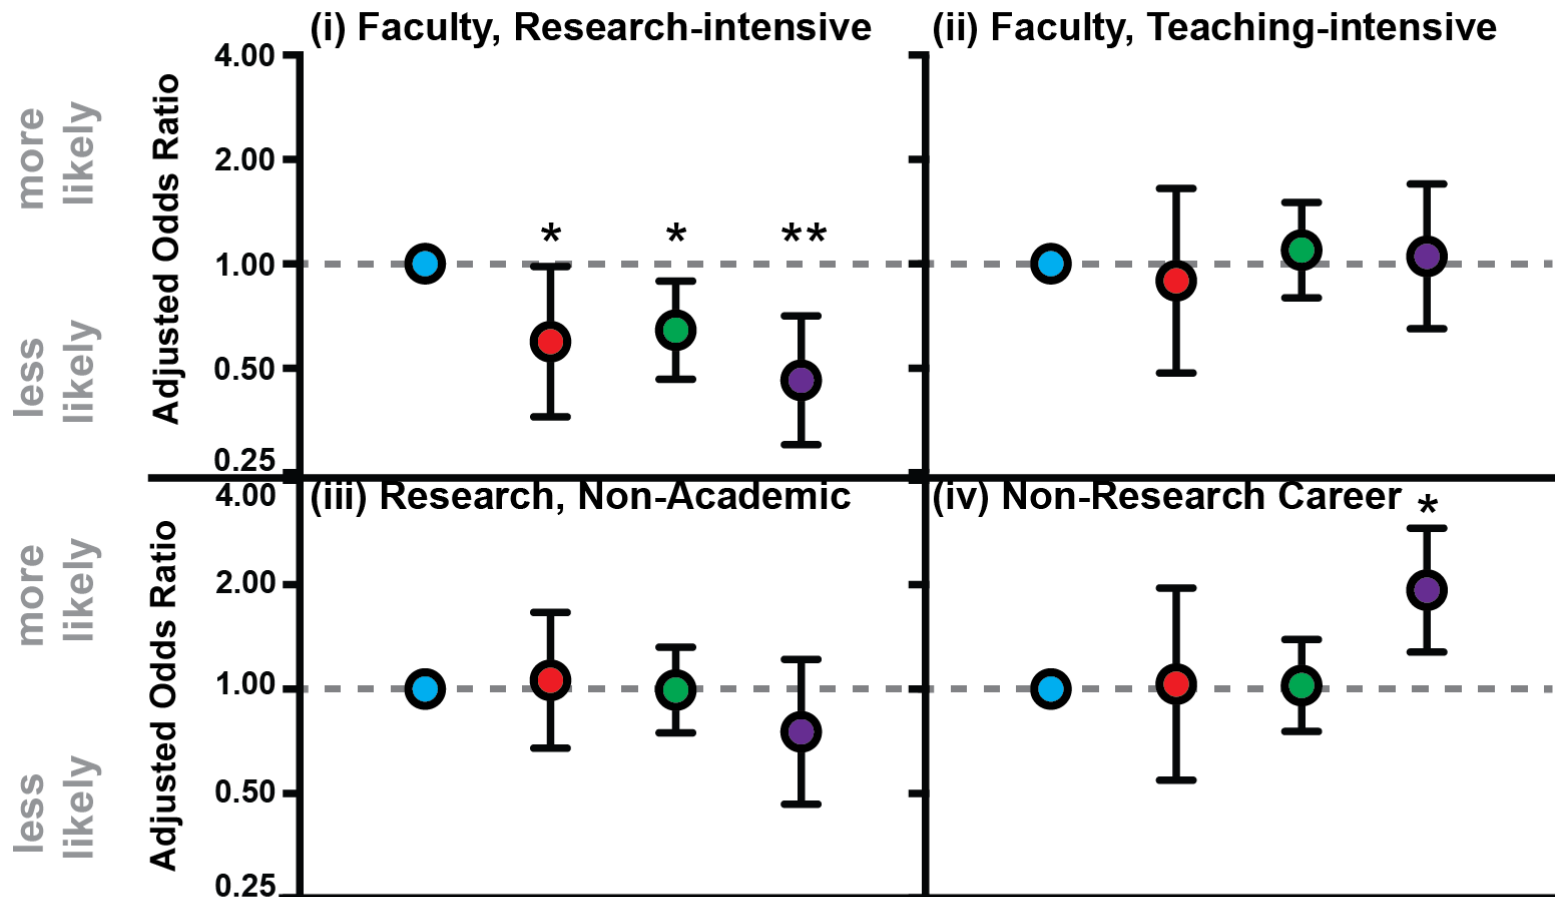 (i) Faculty, Research-intensive
(ii) Faculty, Teaching-intensive
more
likely
less
likely
Adjusted Odds Ratio
4.00
2.00
1.00
0.50
0.25
*
*
**
(iii) Research, Non-Academic
(iv) Non-Research Career
*
more
likely
less
likely
Adjusted Odds Ratio
4.00
2.00
1.00
0.50
0.25